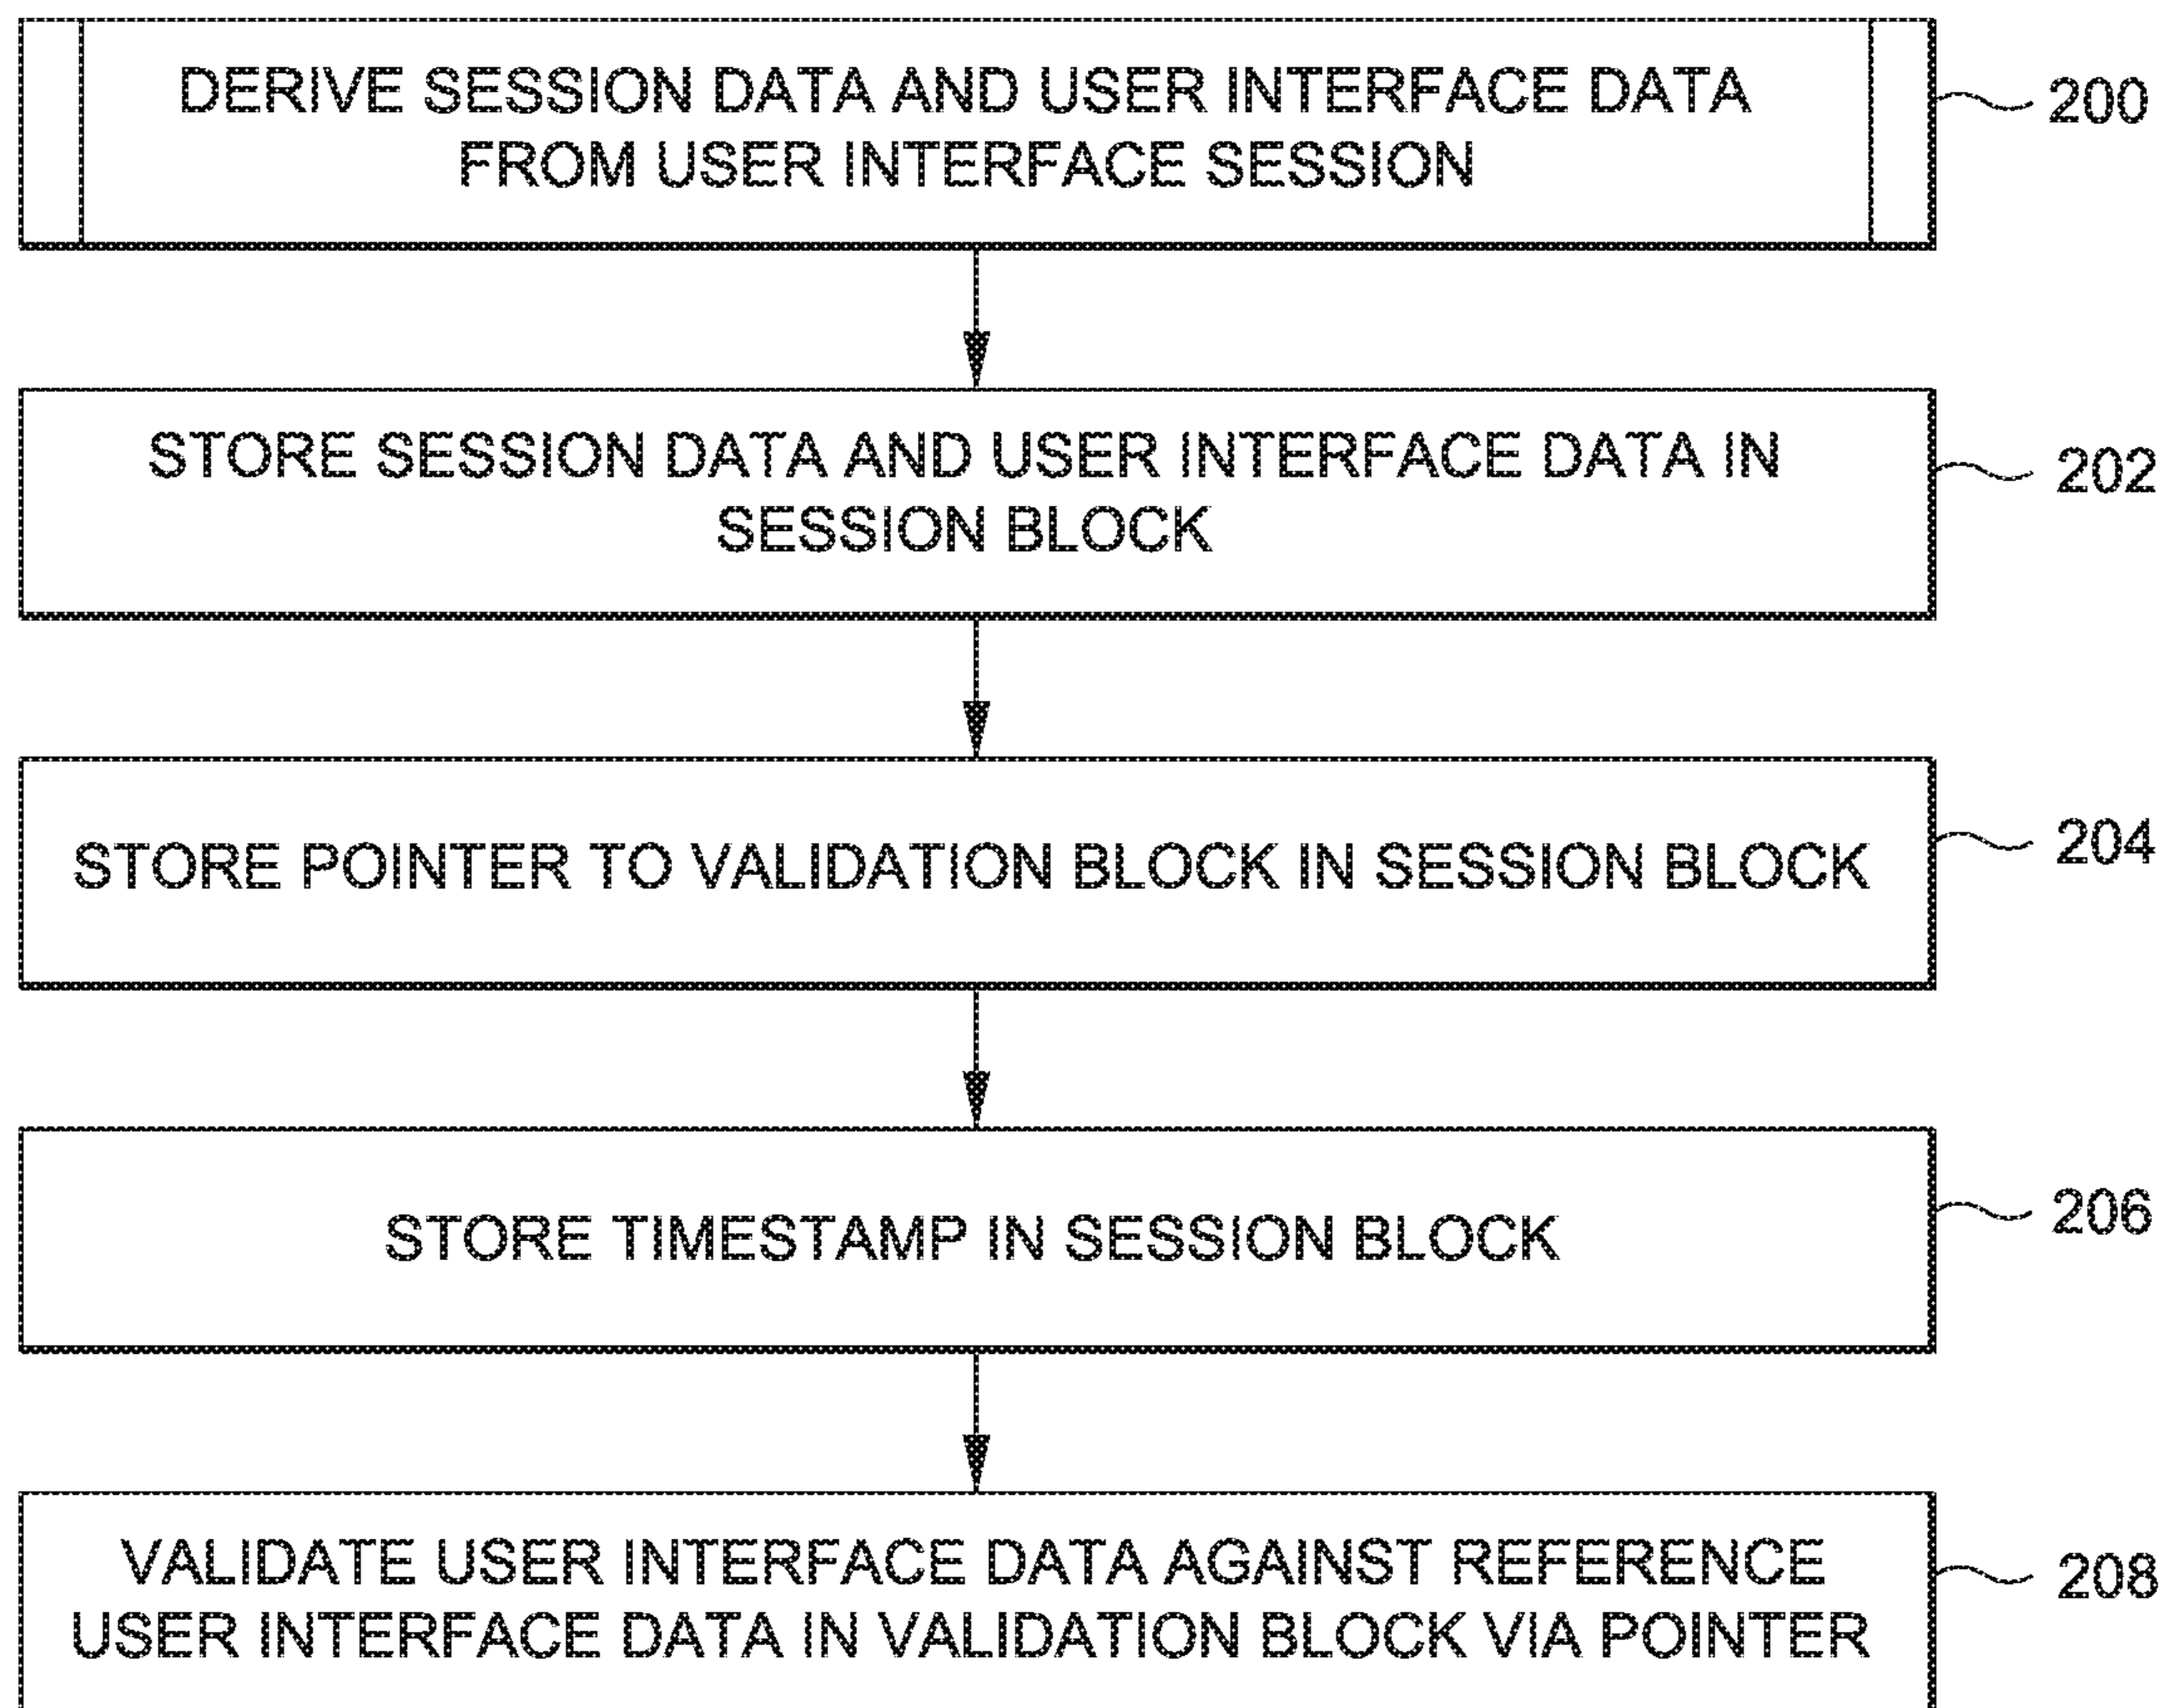 DERIVE SESSION DATA AND USER INTERFACE DATA
FROM USER INTERFACE SESSION
200
STORE SESSION DATA AND USER INTERFACE DATA IN
SESSION BLOCK
202
STORE POINTER TO VALIDATION BLOCK IN SESSION BLOCK
204
STORE TIMESTAMP IN SESSION BLOCK
206
VALIDATE USER INTERFACE DATA AGAINST REFERENCE
USER INTERFACE DATA IN VALIDATION BLOCK VIA POINTER
208